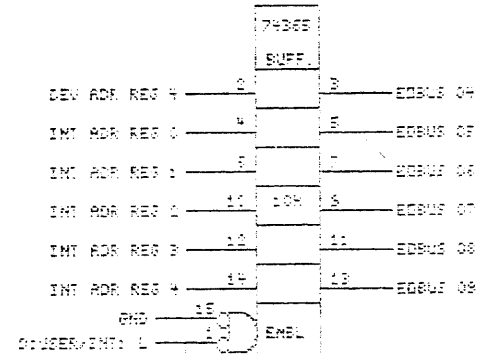 74365
BUFF.
DEV ADR REG 4 2 3 EDBUS 04
INT ADR REG 0 4 5 EDBUS 05
INT ADR REG 1 7 EDBUS 06
INT ADR REG 2 10 9 EDBUS 07
INT ADR REG 3 12 11 EDBUS 08
INT ADR REG 4 14 13 EDBUS 09
GND 15
1 ENBL